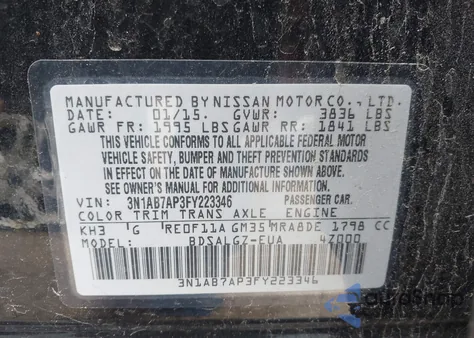 MANUFACTURED BY NISSAN MOTOR CO., LTD.
DATE: 01/15. GVWR: 3836 LBS
GAWR FR: 1995 LBS GAWR RR: 1841 LBS
THIS VEHICLE CONFORMS TO ALL
APPLICABLE FEDERAL MOTOR
VEHICLE SAFETY, BUMPER AND THEFT
PREVENTION STANDARDS
IN EFFECT ON THE DATE OF
MANUFACTURE SHOWN ABOVE.
SEE OWNER'S MANUAL FOR ADDITIONAL INFORMATION
VIN: 3N1AB7AP3FY223346 PASSENGER CAR.
COLOR TRIM TRANS AXLE ENGINE
KH3 G RE0F11A GM35 MRA8DE 1798 CC
MODEL: BDSALGZ-EUA 4Z000
3N1AB7AP3FY223346
autosnap